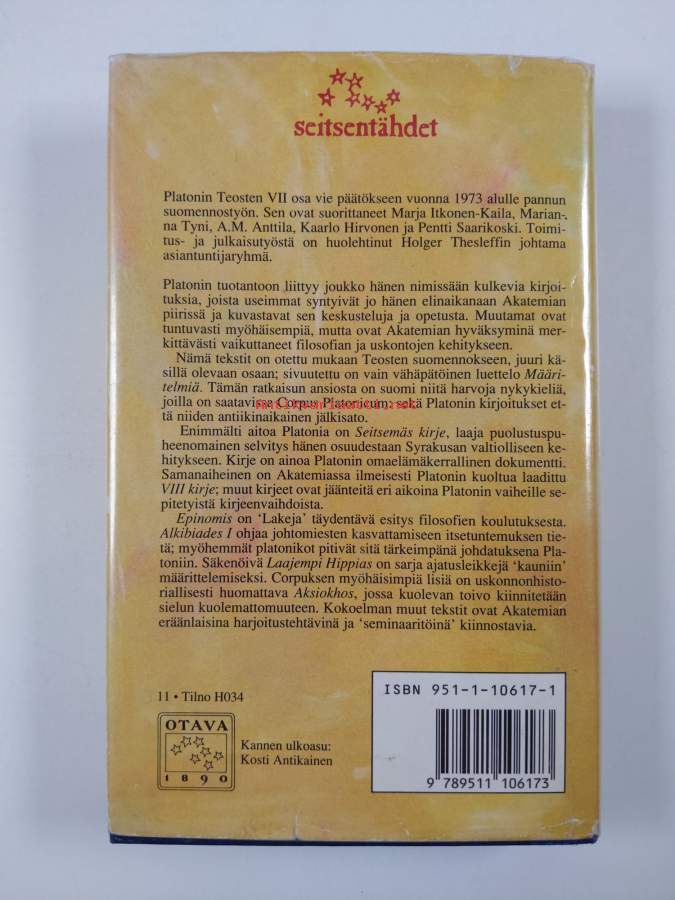 seitsentähdet
Platonin Teosten VII osa vie päätökseen vuonna 1973 alulle pannun
suomennostyön. Sen ovat suorittaneet Marja Itkonen-Kaila, Marian-
na Tyni, A.M. Anttila, Kaarlo Hirvonen ja Pentti Saarikoski. Toimi-
tus- ja julkaisutyöstä on huolehtinut Holger Thesleffin johtama
asiantuntijaryhmä.
Platonin tuotantoon liittyy joukko hänen nimissään kulkevia kirjoi-
tuksia, joista useimmat syntyivät jo hänen elinaikanaan Akatemian
piirissä ja kuvastavat sen keskusteluja ja opetusta. Muutamat ovat
tuntuvasti myöhäisempiä, mutta ovat Akatemian hyväksyminä mer-
kittävästi vaikuttaneet filosofian ja uskontojen kehitykseen.
Nämä tekstit on otettu mukaan Teosten suomennokseen, juuri kä-
sillä olevaan osaan; sivuutettu on vain vähäpätöinen luettelo Määri-
telmiä. Tämän ratkaisun ansiosta on suomi niitä harvoja nykykieliä,
joilla on saatavissa Corpus Platonicum: sekä Platonin kirjoitukset et-
tä niiden antiikinaikainen jälkisato.
Enimmälti aitoa Platonia on Seitsemäs kirje, laaja puolustuspu-
heenomainen selvitys hänen osuudestaan Syrakusan valtiolliseen ke-
hitykseen. Kirje on ainoa Platonin omaelämäkerrallinen dokumentti.
Samanaiheinen on Akatemiassa ilmeisesti Platonin kuoltua laadittu
VIII kirje; muut kirjeet ovat jäänteitä eri aikoina Platonin vaiheille se-
pitetyistä kirjeenvaihdoista.
Epinomis on 'Lakeja' täydentävä esitys filosofien koulutuksesta.
Alkibiades I ohjaa johtomiesten kasvattamiseen itsetuntemuksen tie-
tä; myöhemmät platonikot pitivät sitä tärkeimpänä johdatuksena Pla-
toniin. Säkenöivä Laajempi Hippias on sarja ajatusleikkejä 'kauniin'
määrittelemiseksi. Corpuksen myöhäisimpiä lisiä on uskonnonhisto-
riallisesti huomattava Aksiokhos, jossa kuolevan toivo kiinnitetään
sielun kuolemattomuuteen. Kokoelman muut tekstit ovat Akatemian
eräänlaisina harjoitustehtävinä ja 'seminaaritöinä' kiinnostavia.
11 • Tilno H034
OTAVA
1890
Kannen ulkoasu:
Kosti Antikainen
ISBN 951-1-10617-1
9 789511 106173